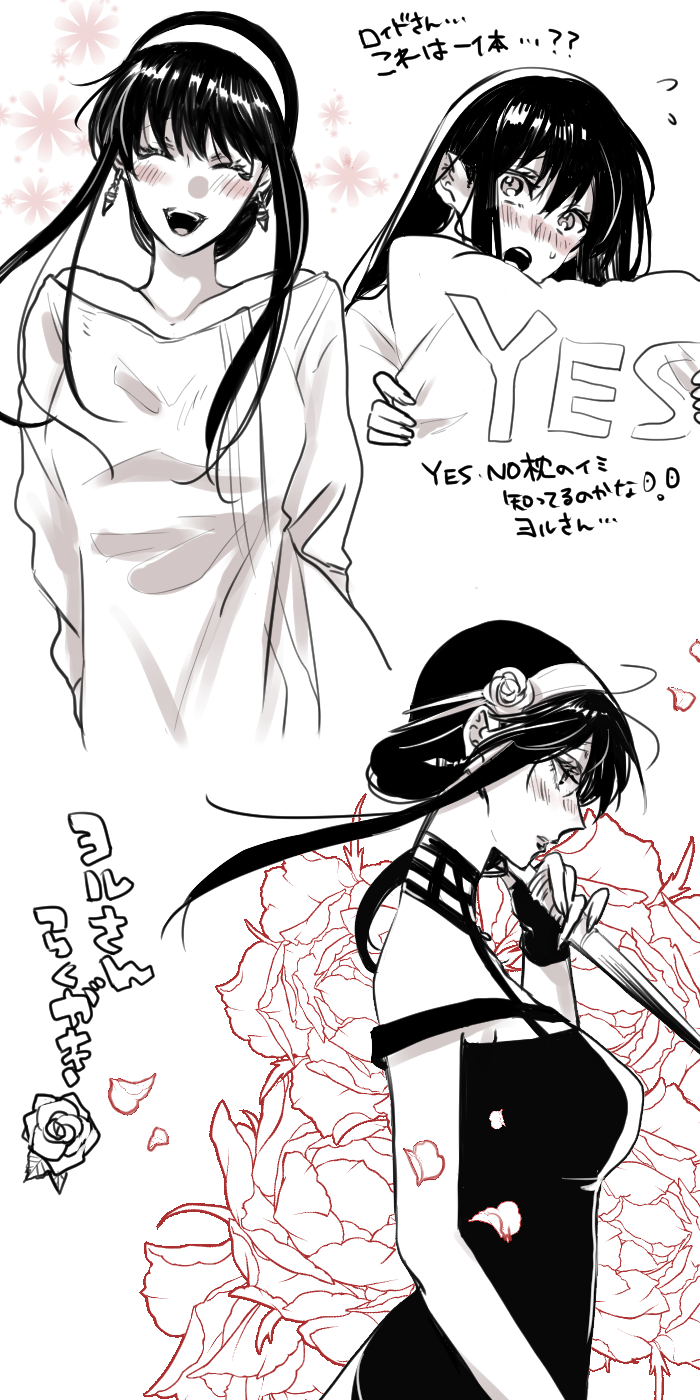 ロイドさん…
これは一体…??
YES
YES・NO枕のイミ
知ってるのかな
ヨルさん…
ヨルさん
らくがき!